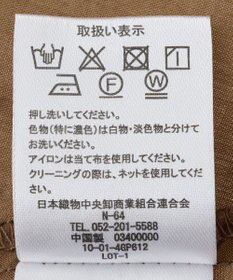 取扱い表示
F W
押し洗いしてください。
色物(特に濃色)は白物・淡色物と分けて
お洗いください。
アイロンは当て布を使用してください。
クリーニングの際は、ネットを使用してください。
日本織物中央卸商業組合連合会
N-64
TEL. 052-201-5588
中国製 03400000
10-01-4GP612
LOT-1